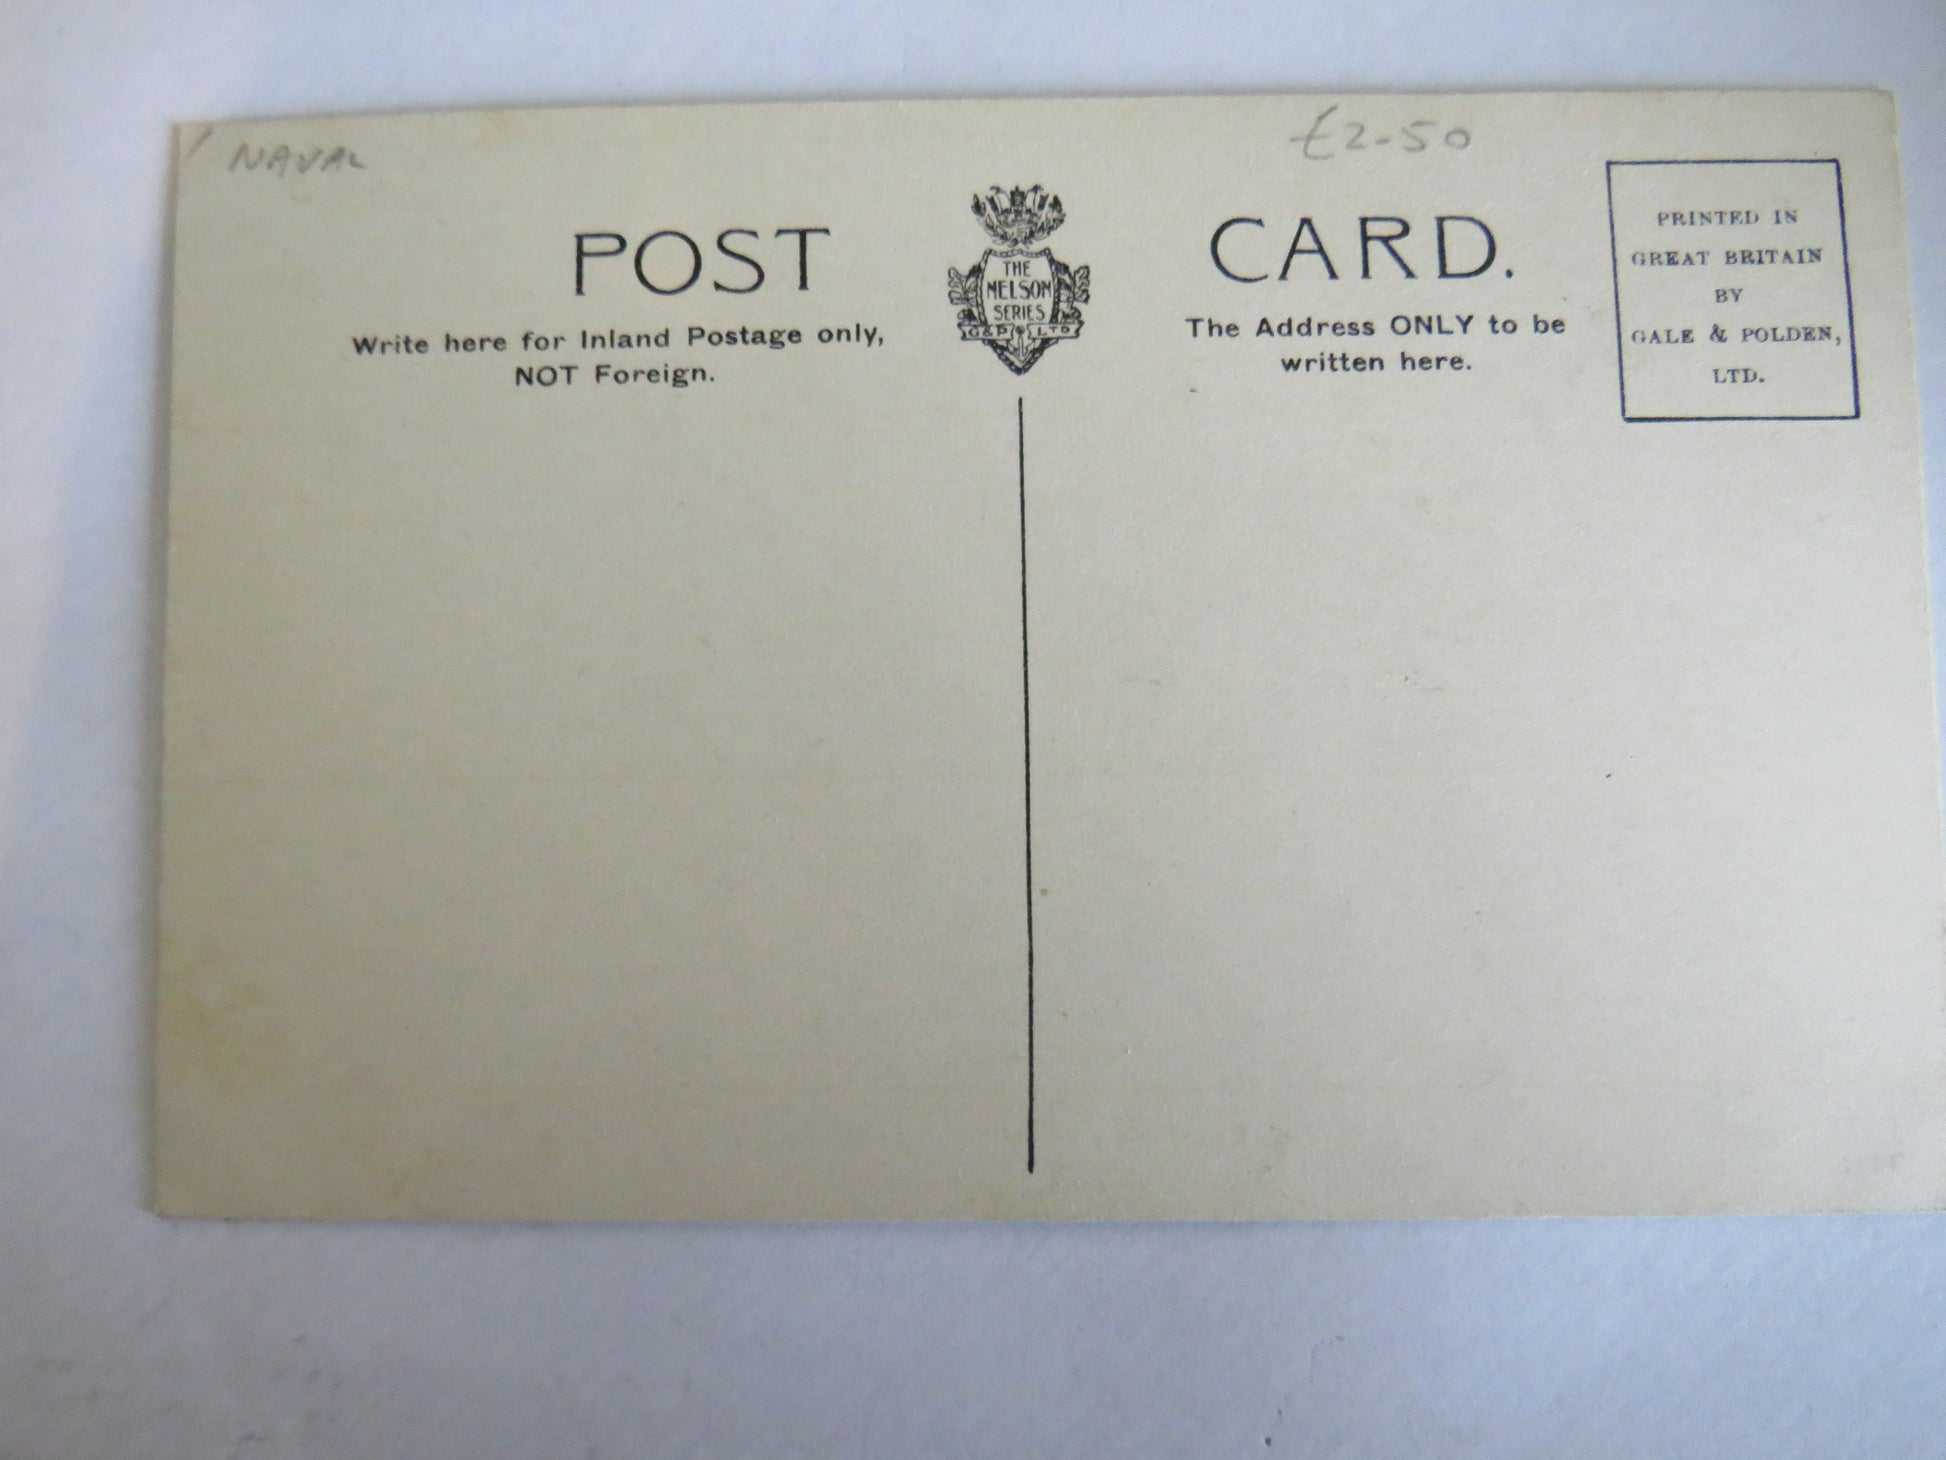 NAVAL
£2-50
POST
CARD.
THE
NELSON
SERIES
G & P LTD
Write here for Inland Postage only,
NOT Foreign.
The Address ONLY to be
written here.
PRINTED IN
GREAT BRITAIN
BY
GALE & POLDEN,
LTD.